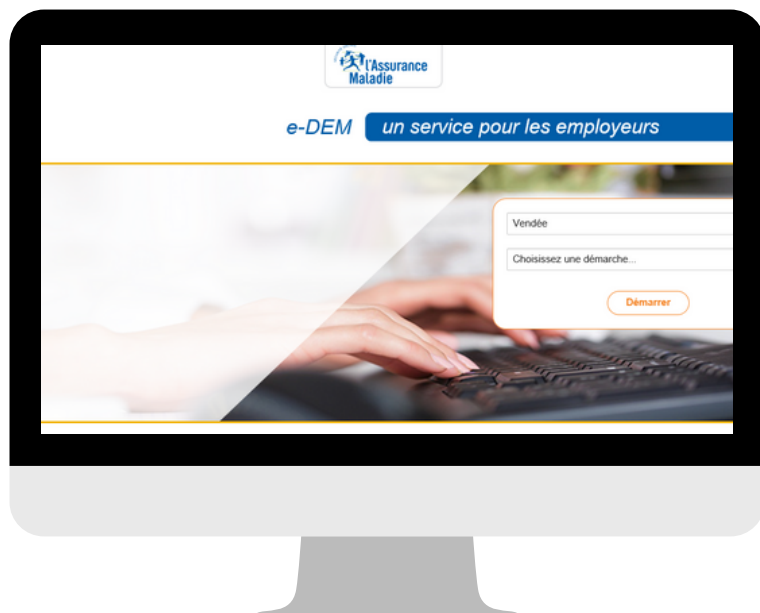 l'Assurance
Maladie
e-DEM un service pour les employeurs
Vendée
Choisissez une démarche...
Démarrer